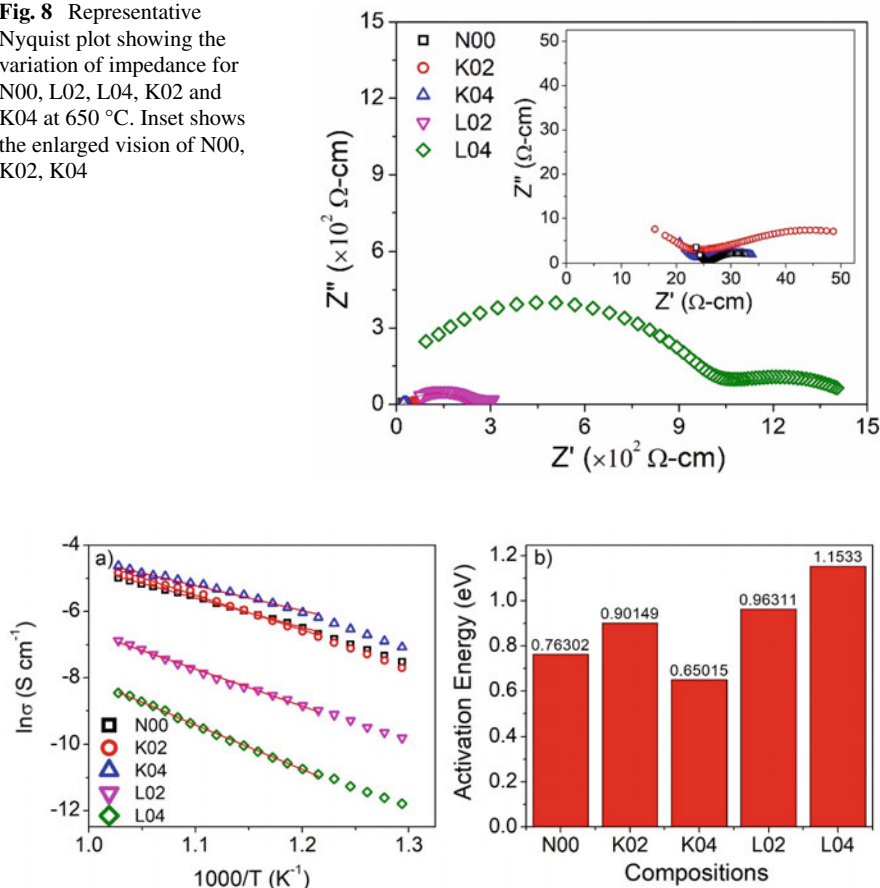 Fig. 8 Representative
Nyquist plot showing the
variation of impedance for
N00, L02, L04, K02 and
K04 at 650 °C. Inset shows
the enlarged vision of N00,
K02, K04
15
12
9
6
3
0
Z" (×10² Ω-cm)
N00
K02
K04
L02
L04
50
40
30
20
10
0
Z" (Ω-cm)
0 10 20 30 40 50
Z' (Ω-cm)
0 3 6 9 12 15
Z' (×10² Ω-cm)
a)
-4
-6
-8
-10
-12
lnσ (S cm⁻¹)
N00
K02
K04
L02
L04
1.0 1.1 1.2 1.3
1000/T (K⁻¹)
b)
1.2
1.0
0.8
0.6
0.4
0.2
0.0
Activation Energy (eV)
0.76302
0.90149
0.65015
0.96311
1.1533
N00 K02 K04 L02 L04
Compositions